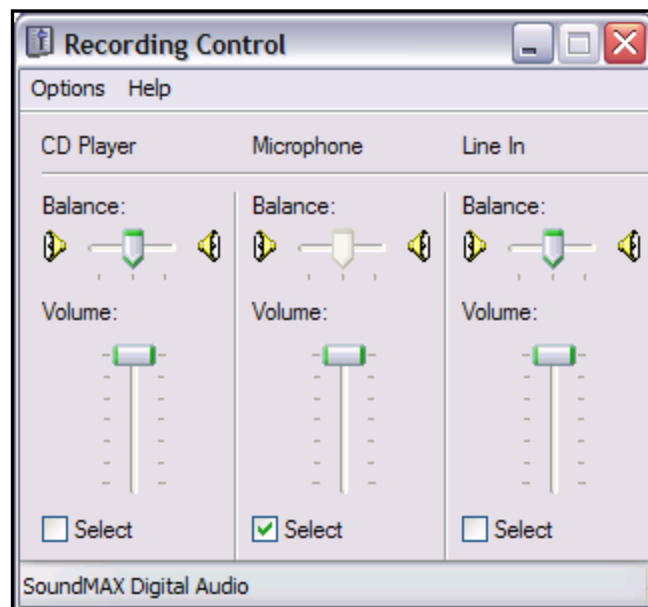 Recording Control
Options Help
CD Player Microphone Line In
Balance: Balance: Balance:
Volume: Volume: Volume:
Select Select Select
SoundMAX Digital Audio